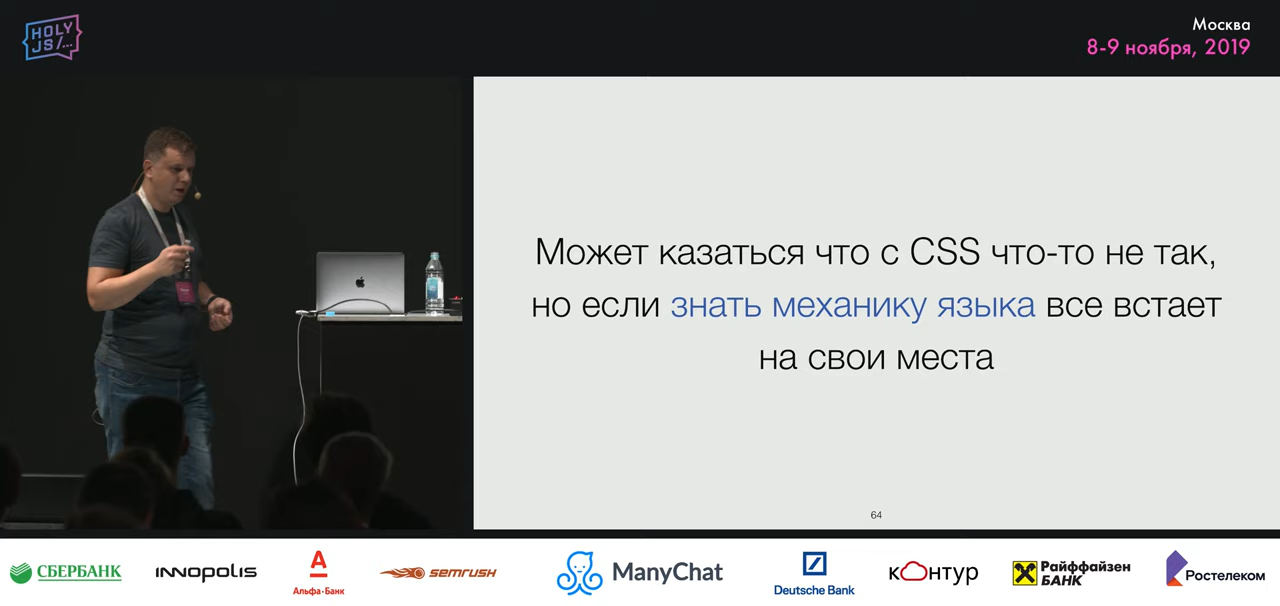 HOLY
JS/...
Москва
8-9 ноября, 2019
Может казаться что с CSS что-то не так,
но если знать механику языка все встает
на свои места
64
СБЕРБАНК
INNOPOLIS
А
Альфа·Банк
semrush
ManyChat
Deutsche Bank
контур
Райффайзен
БАНК
Ростелеком